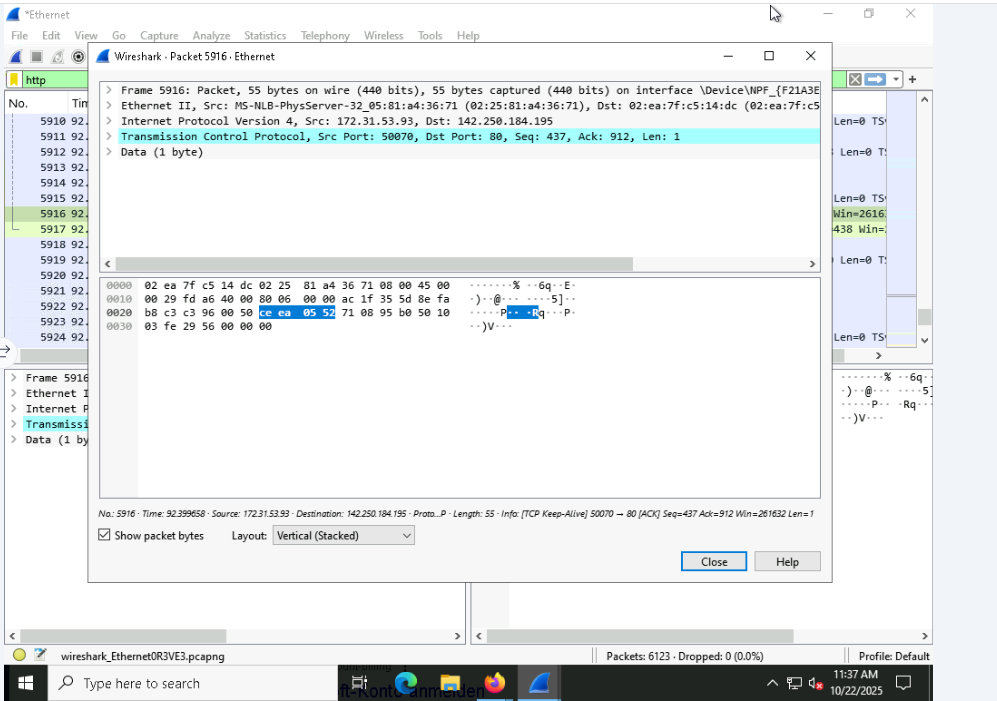 *Ethernet
File Edit View Go Capture Analyze Statistics Telephony Wireless Tools Help
Wireshark · Packet 5916 · Ethernet
http
Frame 5916: Packet, 55 bytes on wire (440 bits), 55 bytes captured (440 bits) on interface \Device\NPF_{F21A3E
Ethernet II, Src: MS-NLB-PhysServer-32_05:81:a4:36:71 (02:25:81:a4:36:71), Dst: 02:ea:7f:c5:14:dc (02:ea:7f:c5
Internet Protocol Version 4, Src: 172.31.53.93, Dst: 142.250.184.195
Transmission Control Protocol, Src Port: 50070, Dst Port: 80, Seq: 437, Ack: 912, Len: 1
Data (1 byte)
No. Tim
5910 92. Len=0 TS
5911 92.
5912 92. Len=0 T
5913 92.
5914 92.
5915 92. Len=0 TS
5916 92. Win=2616
5917 92. 438 Win=
5918 92.
5919 92. Len=0 T
5920 92.
5921 92.
5922 92.
5923 92.
5924 92. Len=0 TS
0000 02 ea 7f c5 14 dc 02 25 81 a4 36 71 08 00 45 00 ·······% ··6q··E·
0010 00 29 fd a6 40 00 80 06 00 00 ac 1f 35 5d 8e fa ·)··@··· ····5]··
0020 b8 c3 c3 96 00 50 ce ea 05 52 71 08 95 b0 50 10 ·····P·· ·Rq···P·
0030 03 fe 29 56 00 00 00 ··)V···
Frame 5916
Ethernet I
Internet P
Transmissi
Data (1 by
·······% ··6q··
·)··@··· ····5]
·····P·· ·Rq···
··)V···
No.: 5916 · Time: 92.399658 · Source: 172.31.53.93 · Destination: 142.250.184.195 · Proto...P · Length: 55 · Info: [TCP Keep-Alive] 50070 → 80 [ACK] Seq=437 Ack=912 Win=261632 Len=1
Show packet bytes Layout: Vertical (Stacked)
Close Help
wireshark_Ethernet0R3VE3.pcapng
Packets: 6123 · Dropped: 0 (0.0%)
Profile: Default
Type here to search
ft-Konto anmelden
11:37 AM
10/22/2025